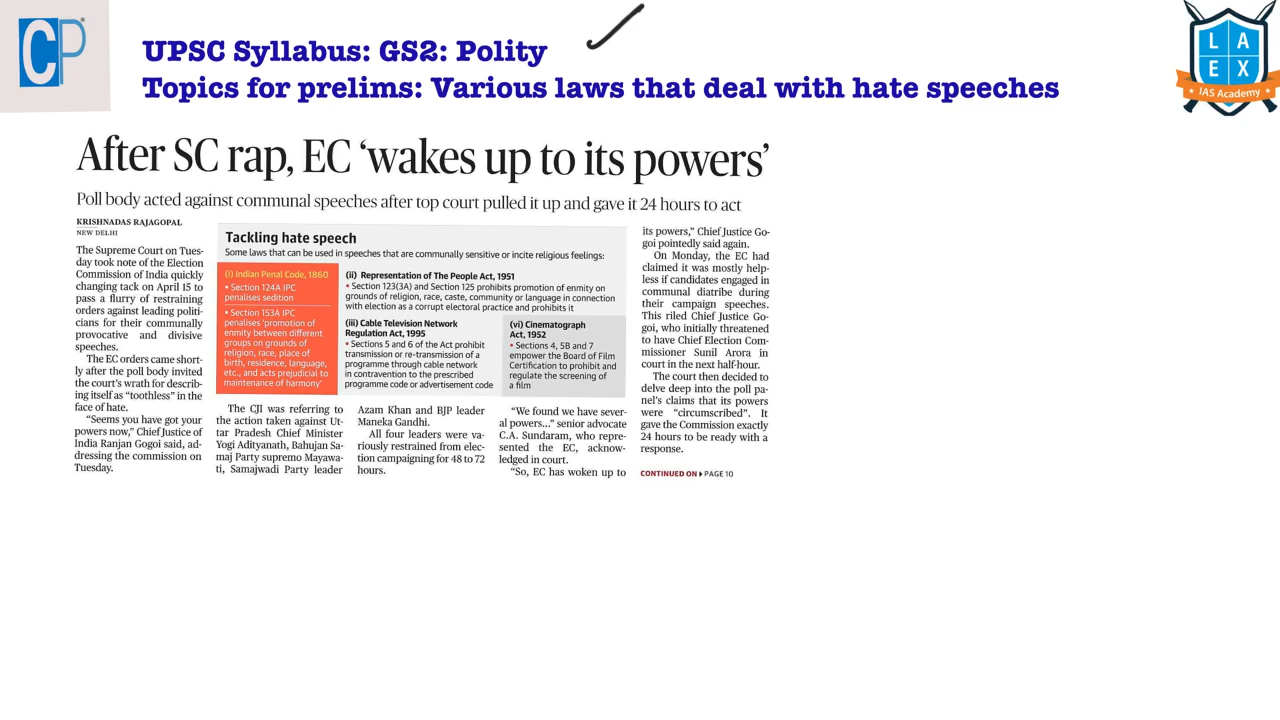 CP
UPSC Syllabus: GS2: Polity
Topics for prelims: Various laws that deal with hate speeches
L A
E X
IAS Academy
After SC rap, EC ‘wakes up to its powers’
Poll body acted against communal speeches after top court pulled it up and gave it 24 hours to act
KRISHNADAS RAJAGOPAL
NEW DELHI
The Supreme Court on Tues-
day took note of the Election
Commission of India quickly
changing tack on April 15 to
pass a flurry of restraining
orders against leading politi-
cians for their communally
provocative and divisive
speeches.
The EC orders came short-
ly after the poll body invited
the court's wrath for describ-
ing itself as “toothless” in the
face of hate.
“Seems you have got your
powers now,” Chief Justice of
India Ranjan Gogoi said, ad-
dressing the commission on
Tuesday.
Tackling hate speech
Some laws that can be used in speeches that are communally sensitive or incite religious feelings:
(i) Indian Penal Code, 1860
• Section 124A IPC
penalises sedition
• Section 153A IPC
penalises ‘promotion of
enmity between different
groups on grounds of
religion, race, place of
birth, residence, language,
etc., and acts prejudicial to
maintenance of harmony’
(ii) Representation of The People Act, 1951
• Section 123(3A) and Section 125 prohibits promotion of enmity on
grounds of religion, race, caste, community or language in connection
with election as a corrupt electoral practice and prohibits it
(iii) Cable Television Network
Regulation Act, 1995
• Sections 5 and 6 of the Act prohibit
transmission or re-transmission of a
programme through cable network
in contravention to the prescribed
programme code or advertisement code
(vi) Cinematograph
Act, 1952
• Sections 4, 5B and 7
empower the Board of Film
Certification to prohibit and
regulate the screening of
a film
The CJI was referring to
the action taken against Ut-
tar Pradesh Chief Minister
Yogi Adityanath, Bahujan Sa-
maj Party supremo Mayawa-
ti, Samajwadi Party leader
Azam Khan and BJP leader
Maneka Gandhi.
All four leaders were va-
riously restrained from elec-
tion campaigning for 48 to 72
hours.
“We found we have sever-
al powers...” senior advocate
C.A. Sundaram, who repre-
sented the EC, acknow-
ledged in court.
“So, EC has woken up to
its powers,” Chief Justice Go-
goi pointedly said again.
On Monday, the EC had
claimed it was mostly help-
less if candidates engaged in
communal diatribe during
their campaign speeches.
This riled Chief Justice Go-
goi, who initially threatened
to have Chief Election Com-
missioner Sunil Arora in
court in the next half-hour.
The court then decided to
delve deep into the poll pa-
nel's claims that its powers
were “circumscribed”. It
gave the Commission exactly
24 hours to be ready with a
response.
CONTINUED ON PAGE 10